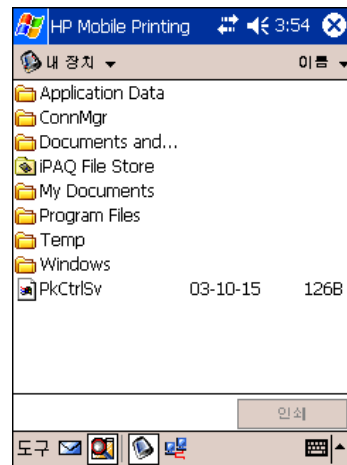 HP Mobile Printing 3:54
내 장치 이름
Application Data
ConnMgr
Documents and...
iPAQ File Store
My Documents
Program Files
Temp
Windows
PkCtrlSv 03-10-15 126B
인쇄
도구